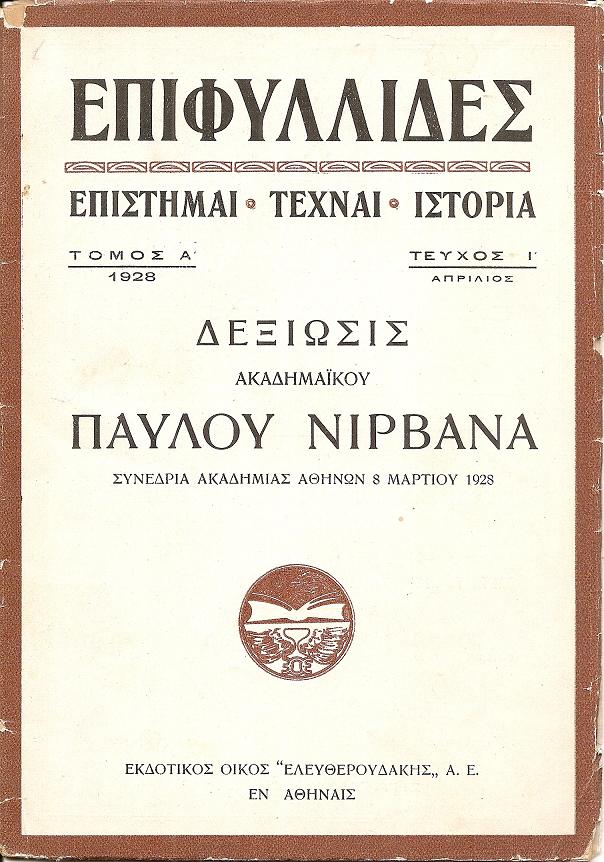 ΕΠΙΦΥΛΛΙΔΕΣ
ΕΠΙΣΤΗΜΑΙ • ΤΕΧΝΑΙ • ΙΣΤΟΡΙΑ
ΤΟΜΟΣ Α΄
1928
ΤΕΥΧΟΣ Ι΄
ΑΠΡΙΛΙΟΣ
ΔΕΞΙΩΣΙΣ
ΑΚΑΔΗΜΑΪΚΟΥ
ΠΑΥΛΟΥ ΝΙΡΒΑΝΑ
ΣΥΝΕΔΡΙΑ ΑΚΑΔΗΜΙΑΣ ΑΘΗΝΩΝ 8 ΜΑΡΤΙΟΥ 1928
ΕΚΔΟΤΙΚΟΣ ΟΙΚΟΣ "ΕΛΕΥΘΕΡΟΥΔΑΚΗΣ„ Α. Ε.
ΕΝ ΑΘΗΝΑΙΣ